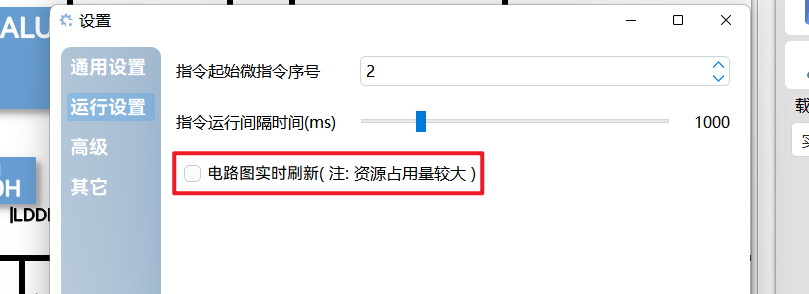 ALU
设置
通用设置
指令起始微指令序号
2
运行设置
指令运行间隔时间(ms)
1000
高级
电路图实时刷新( 注: 资源占用量较大 )
其它
DH
LDD
载